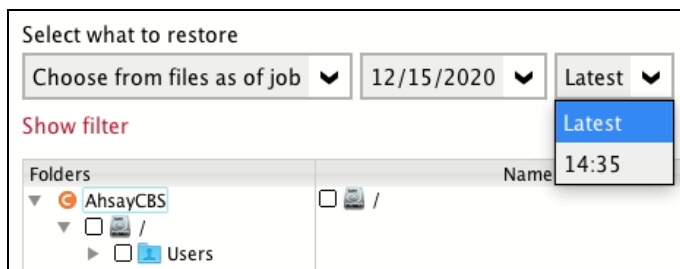 Select what to restore
Choose from files as of job 12/15/2020 Latest
Show filter
Latest
14:35
Folders Name
AhsayCBS /
/
Users